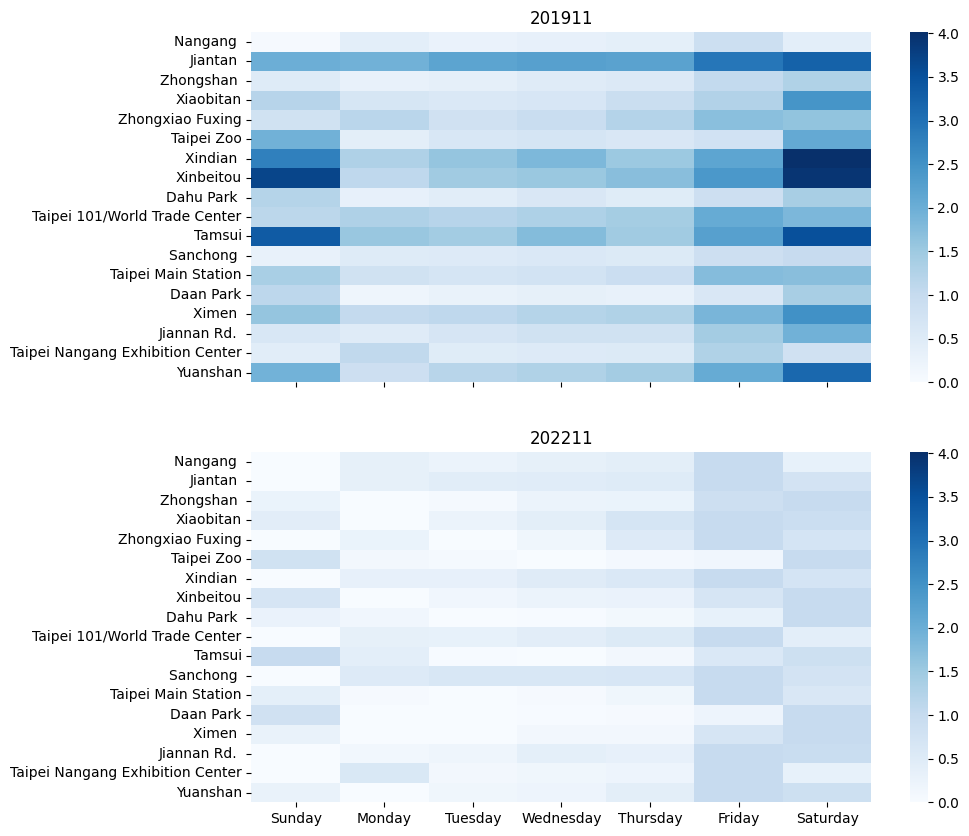 201911
Nangang
Jiantan
Zhongshan
Xiaobitan
Zhongxiao Fuxing
Taipei Zoo
Xindian
Xinbeitou
Dahu Park
Taipei 101/World Trade Center
Tamsui
Sanchong
Taipei Main Station
Daan Park
Ximen
Jiannan Rd.
Taipei Nangang Exhibition Center
Yuanshan
4.0
3.5
3.0
2.5
2.0
1.5
1.0
0.5
0.0
202211
Nangang
Jiantan
Zhongshan
Xiaobitan
Zhongxiao Fuxing
Taipei Zoo
Xindian
Xinbeitou
Dahu Park
Taipei 101/World Trade Center
Tamsui
Sanchong
Taipei Main Station
Daan Park
Ximen
Jiannan Rd.
Taipei Nangang Exhibition Center
Yuanshan
4.0
3.5
3.0
2.5
2.0
1.5
1.0
0.5
0.0
Sunday Monday Tuesday Wednesday Thursday Friday Saturday